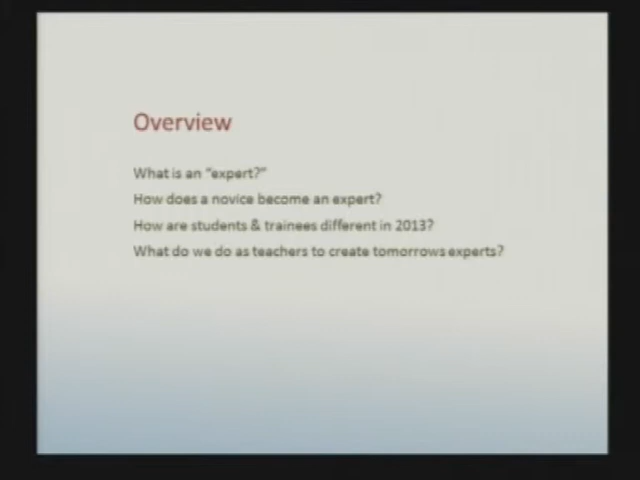 Overview
What is an "expert?"
How does a novice become an expert?
How are students & trainees different in 2013?
What do we do as teachers to create tomorrows experts?